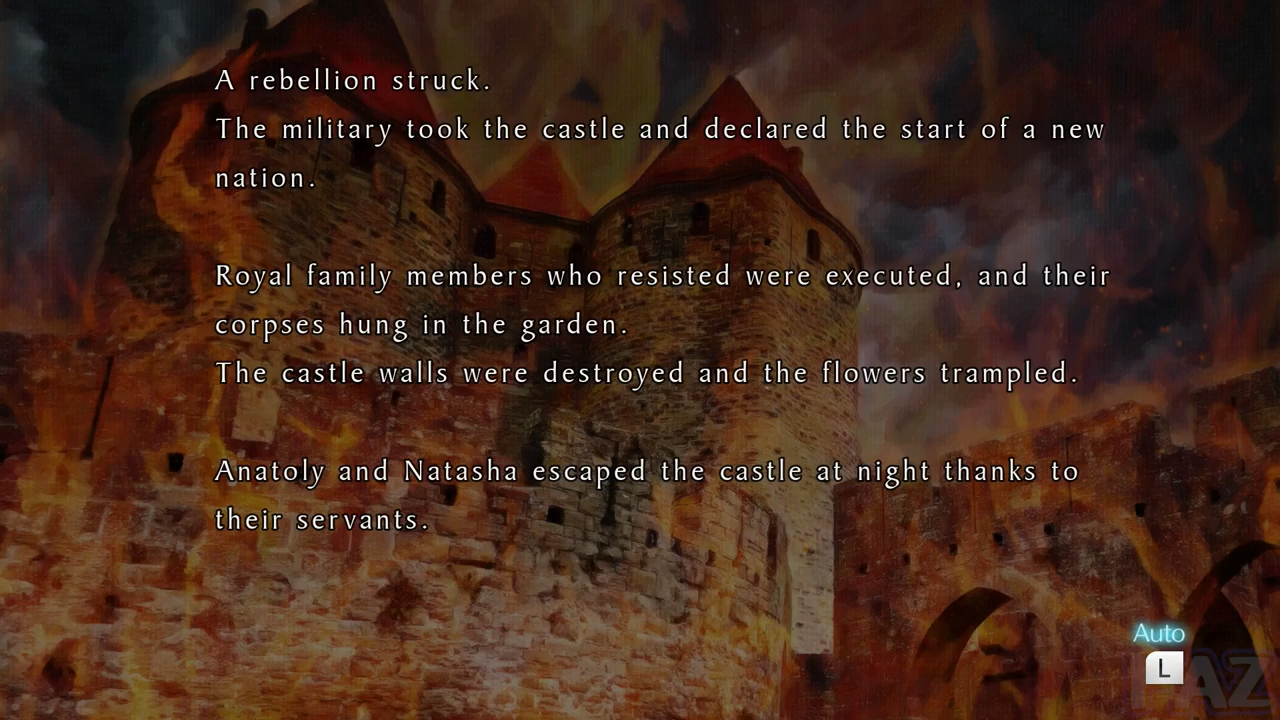 A rebellion struck.
The military took the castle and declared the start of a new
nation.
Royal family members who resisted were executed, and their
corpses hung in the garden.
The castle walls were destroyed and the flowers trampled.
Anatoly and Natasha escaped the castle at night thanks to
their servants.
Auto
L